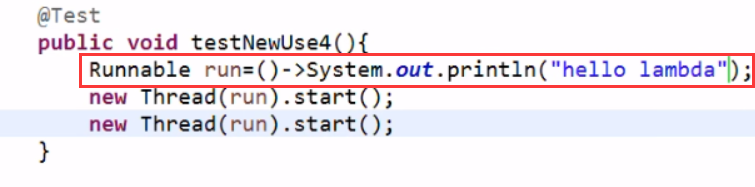 @Test
public void testNewUse4(){
Runnable run=()->System.out.println("hello lambda");
new Thread(run).start();
new Thread(run).start();
}